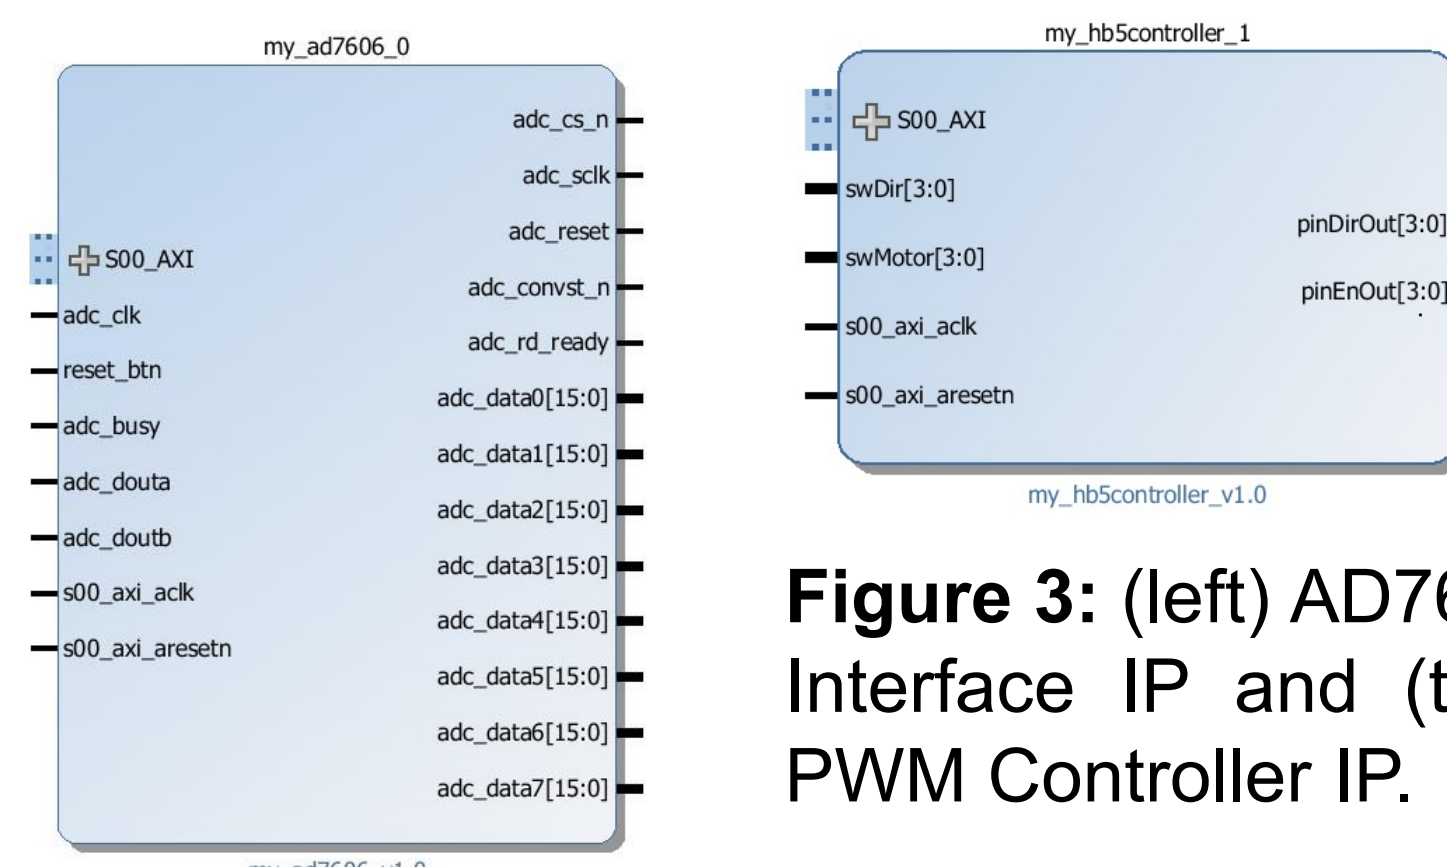 my_ad7606_0
adc_cs_n
adc_sclk
adc_reset
adc_convst_n
adc_rd_ready
adc_data0[15:0]
adc_data1[15:0]
adc_data2[15:0]
adc_data3[15:0]
adc_data4[15:0]
adc_data5[15:0]
adc_data6[15:0]
adc_data7[15:0]
S00_AXI
adc_clk
reset_btn
adc_busy
adc_douta
adc_doutb
s00_axi_aclk
s00_axi_aresetn
my_ad7606_v1.0
my_hb5controller_1
S00_AXI
swDir[3:0]
swMotor[3:0]
s00_axi_aclk
s00_axi_aresetn
pinDirOut[3:0]
pinEnOut[3:0]
my_hb5controller_v1.0
Figure 3: (left) AD76
Interface IP and (t
PWM Controller IP.